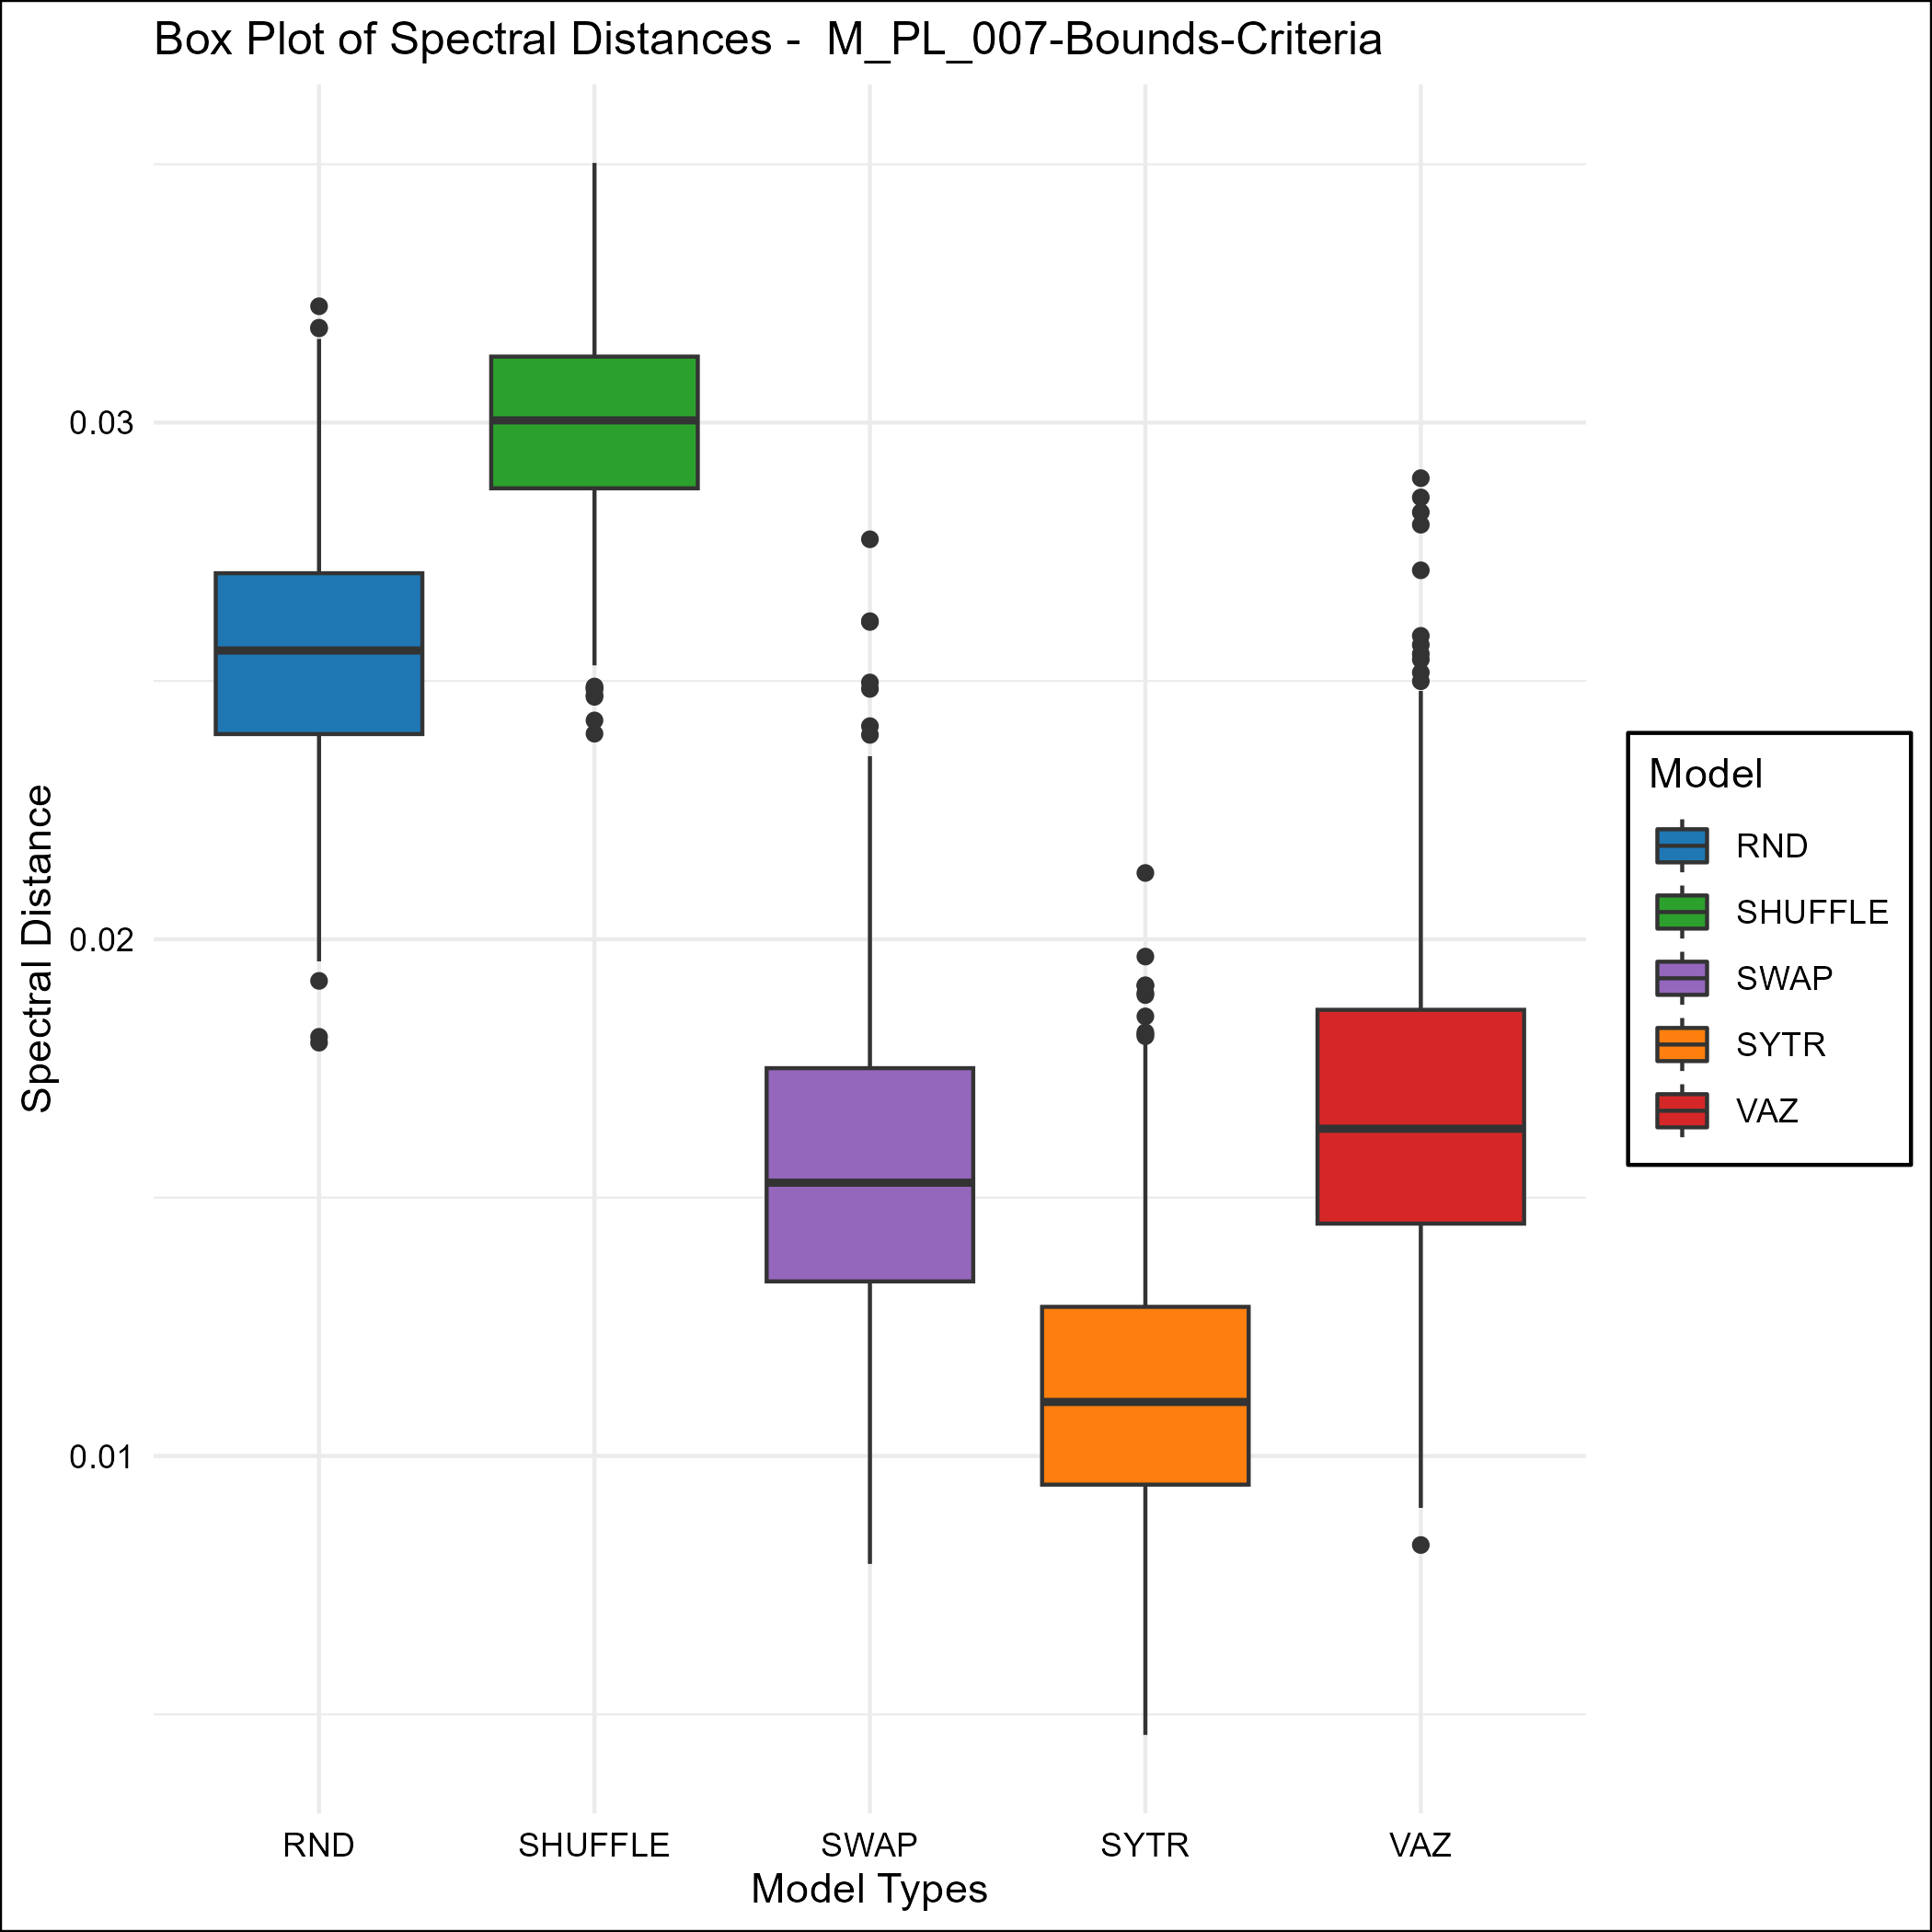 Box Plot of Spectral Distances -  M_PL_007-Bounds-Criteria
Spectral Distance
0.03
0.02
0.01
RND
SHUFFLE
SWAP
SYTR
VAZ
Model Types
Model
RND
SHUFFLE
SWAP
SYTR
VAZ